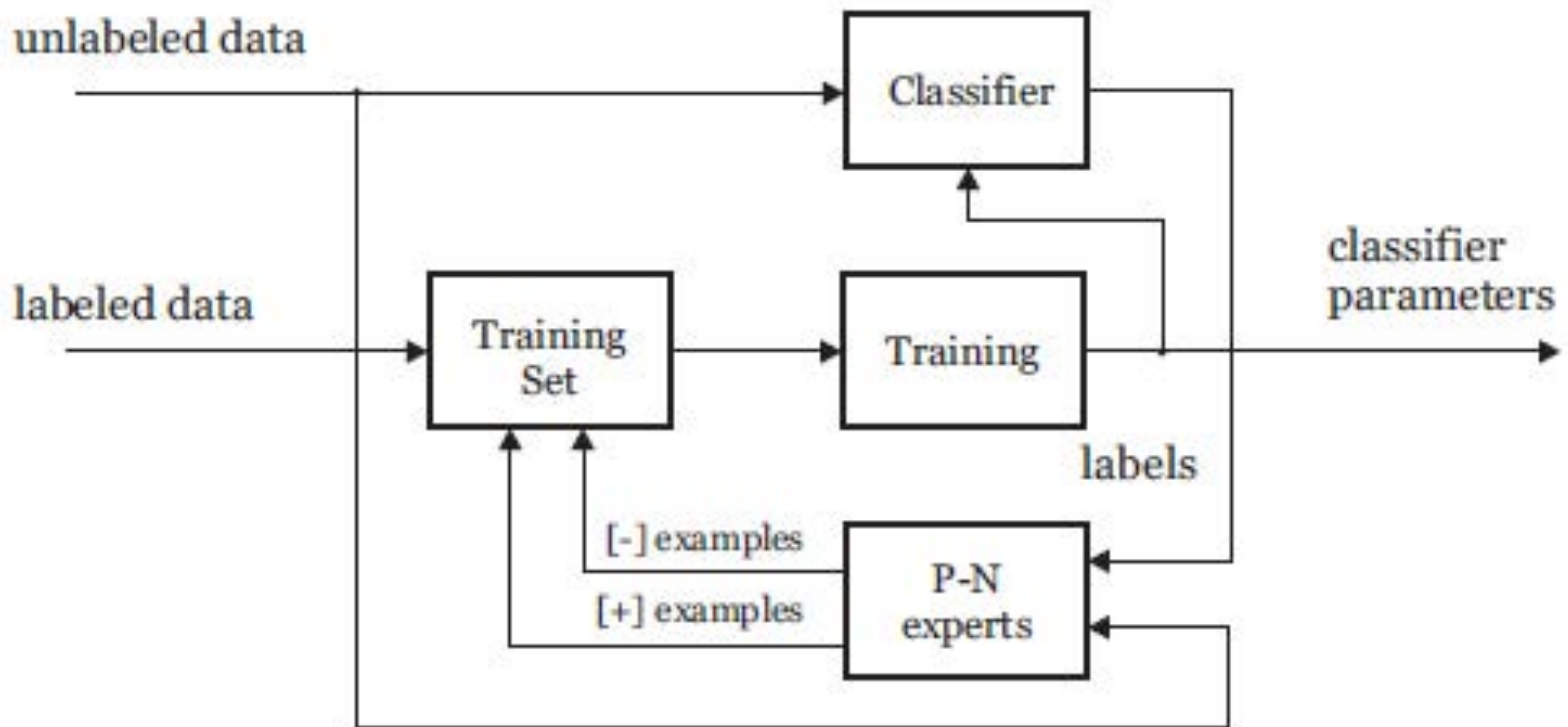 unlabeled data
Classifier
classifier
parameters
labeled data
Training
Set
Training
labels
[-] examples
[+] examples
P-N
experts